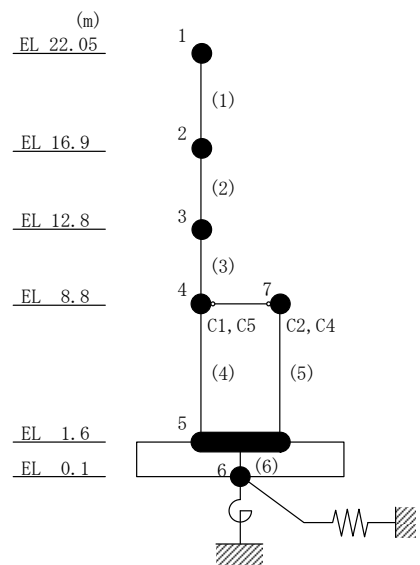 (m)
1
EL 22.05
(1)
2
EL 16.9
(2)
3
EL 12.8
(3)
4
7
EL 8.8
C1, C5
C2, C4
(4)
(5)
5
EL 1.6
6
(6)
EL 0.1